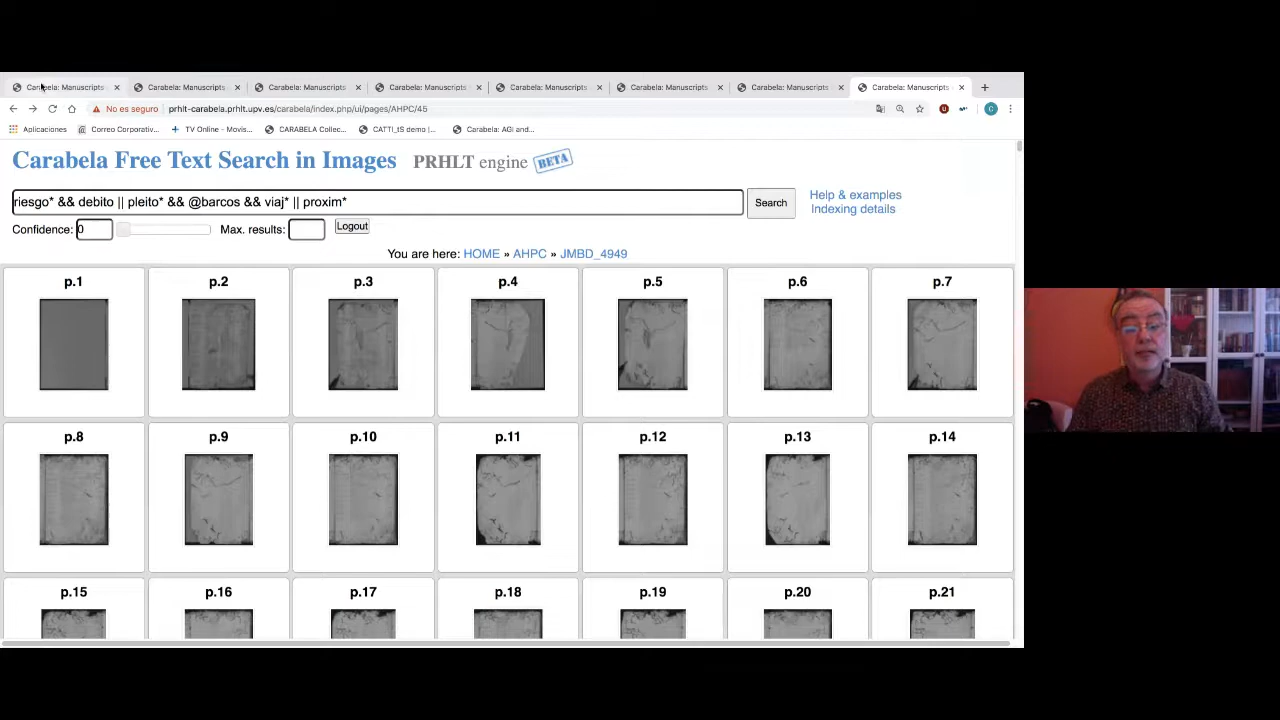 Carabela: Manuscripts Carabela: Manuscripts Carabela: Manuscripts Carabela: Manuscripts Carabela: Manuscripts Carabela: Manuscripts Carabela: Manuscripts Carabela: Manuscripts
No es seguro prhlt-carabela.prhlt.upv.es/carabela/index.php/ui/pages/AHPC/45
Aplicaciones Correo Corporativ... TV Online - Movis... CARABELA Collec... CATTI_tS demo |... Carabela: AGI and...
Carabela Free Text Search in Images PRHLT engine BETA
riesgo* && debito || pleito* && @barcos && viaj* || proxim* Search
Help & examples
Indexing details
Confidence: 0 Max. results: Logout
You are here: HOME » AHPC » JMBD_4949
p.1 p.2 p.3 p.4 p.5 p.6 p.7
p.8 p.9 p.10 p.11 p.12 p.13 p.14
p.15 p.16 p.17 p.18 p.19 p.20 p.21